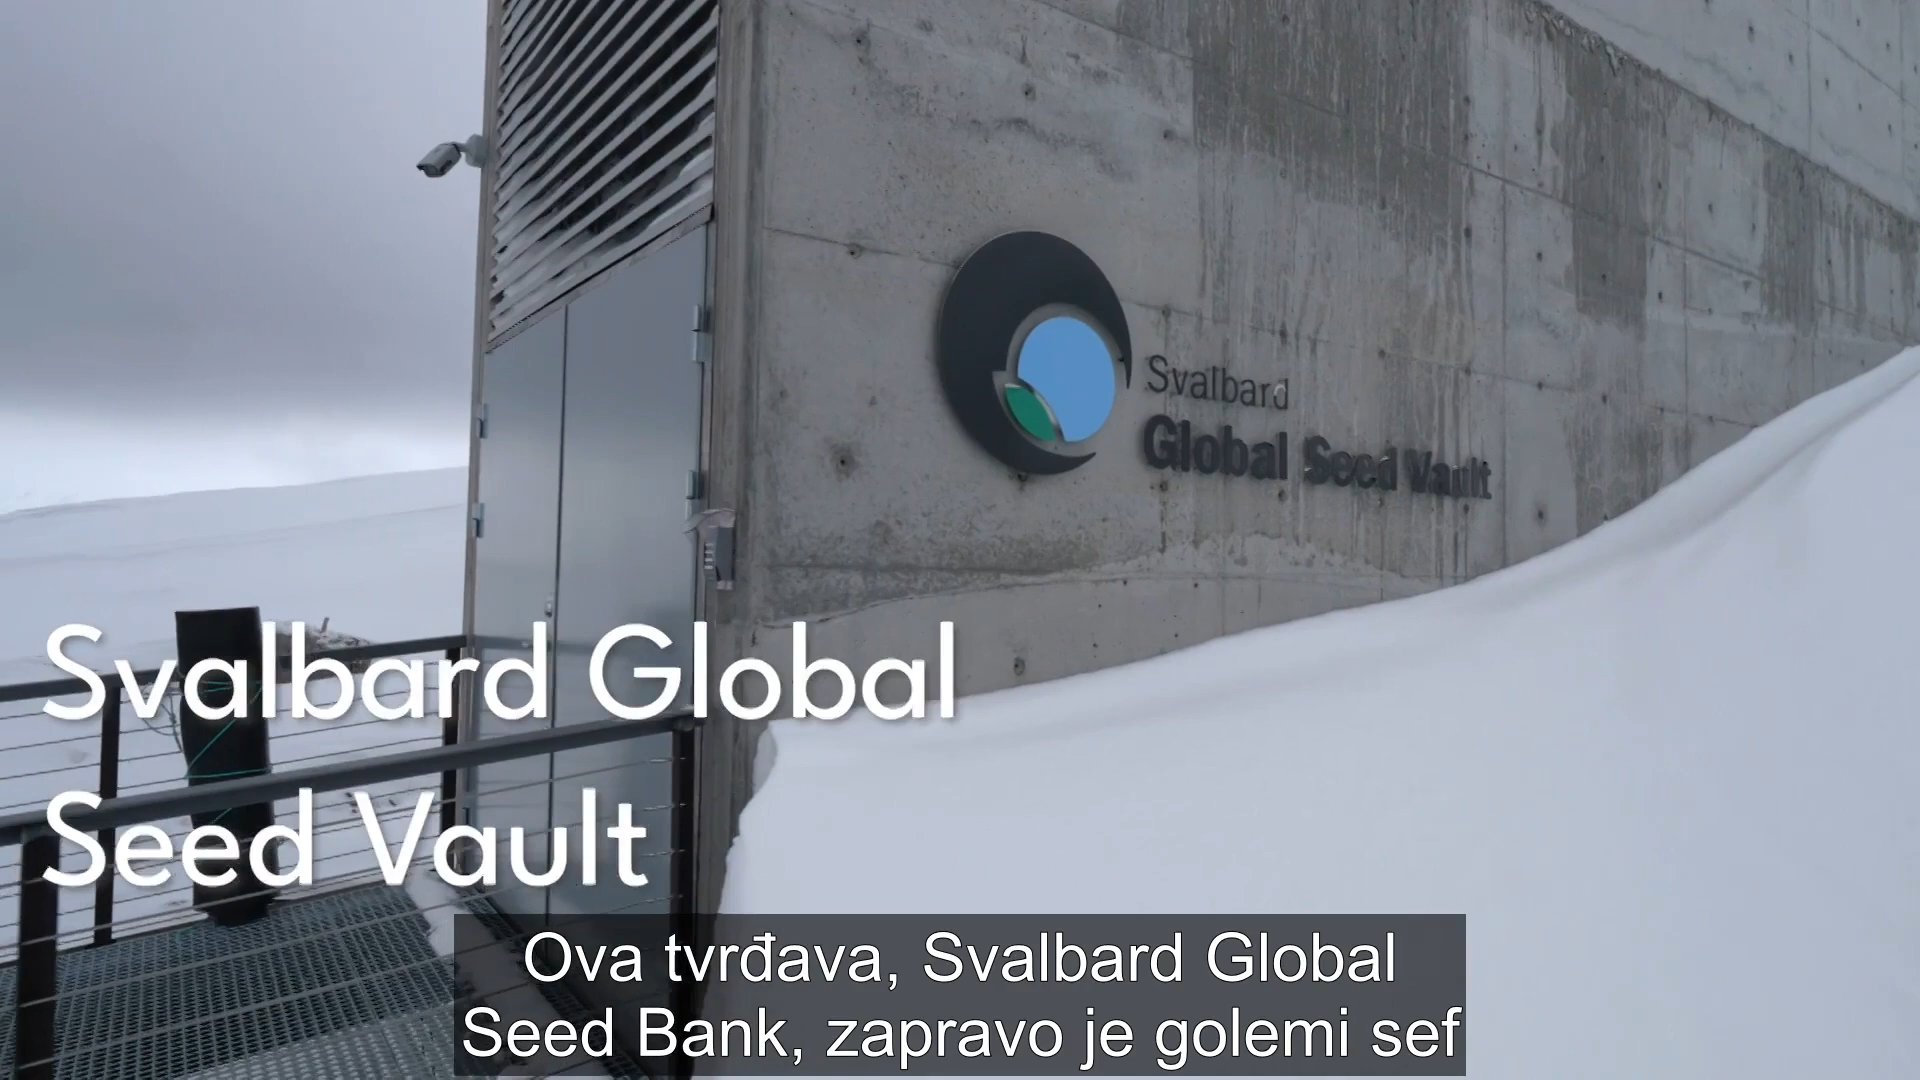 Svalbard
Global Seed Vault
Svalbard Global
Seed Vault
Ova tvrđava, Svalbard Global
Seed Bank, zapravo je golemi sef